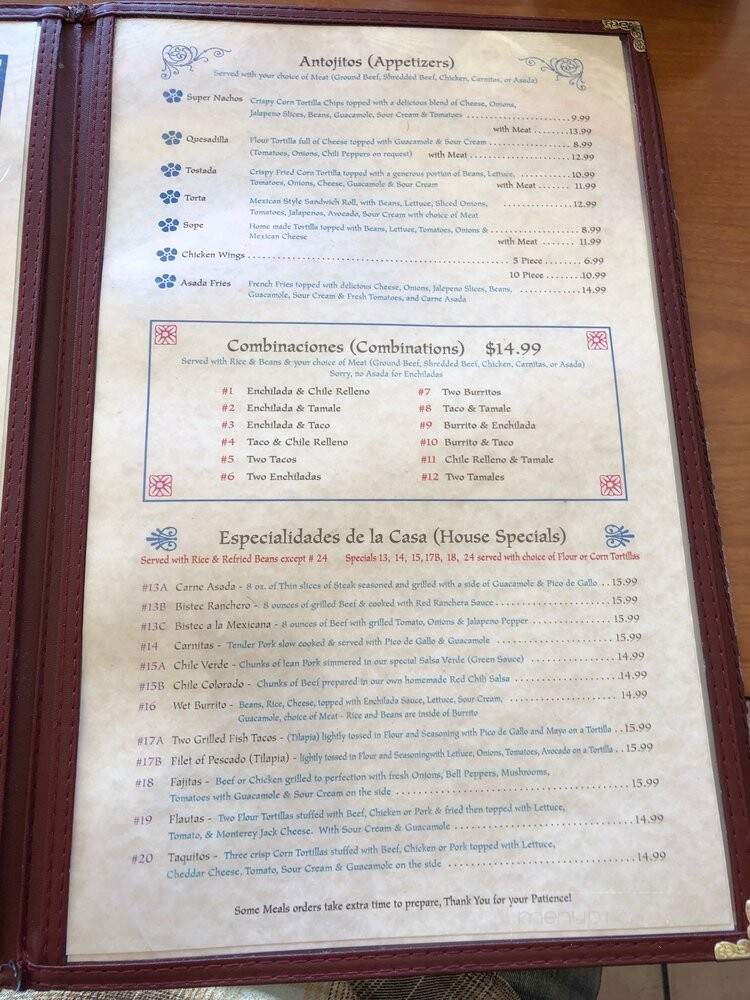 Antojitos (Appetizers)
Served with your choice of Meat (Ground Beef, Shredded Beef, Chicken, Carnitas, or Asada)
Super Nachos Crispy Corn Tortilla Chips topped with a delicious blend of Cheese, Onions,
Jalapeno Slices, Beans, Guacamole, Sour Cream & Tomatoes 9.99
with Meat 13.99
Quesadilla Flour Tortilla full of Cheese topped with Guacamole & Sour Cream 8.99
(Tomatoes, Onions, Chili Peppers on request) with Meat 12.99
Tostada Crispy Fried Corn Tortilla topped with a generous portion of Beans, Lettuce, 10.99
Tomatoes, Onions, Cheese, Guacamole & Sour Cream with Meat 11.99
Torta Mexican Style Sandwich Roll, with Beans, Lettuce, Sliced Onions, 12.99
Tomatoes, Jalapenos, Avocado, Sour Cream with choice of Meat
Sope Home made Tortilla topped with Beans, Lettuce, Tomatoes, Onions & 8.99
Mexican Cheese with Meat 11.99
Chicken Wings 5 Piece 6.99
10 Piece 10.99
Asada Fries French Fries topped with delicious Cheese, Onions, Jalepeno Slices, Beans, 14.99
Guacamole, Sour Cream & Fresh Tomatoes, and Carne Asada
Combinaciones (Combinations) $14.99
Served with Rice & Beans & your choice of Meat (Ground Beef, Shredded Beef, Chicken, Carnitas, or Asada)
Sorry, no Asada for Enchiladas
#1 Enchilada & Chile Relleno #7 Two Burritos
#2 Enchilada & Tamale #8 Taco & Tamale
#3 Enchilada & Taco #9 Burrito & Enchilada
#4 Taco & Chile Relleno #10 Burrito & Taco
#5 Two Tacos #11 Chile Relleno & Tamale
#6 Two Enchiladas #12 Two Tamales
Especialidades de la Casa (House Specials)
Served with Rice & Refried Beans except # 24 Specials 13, 14, 15, 17B, 18, 24 served with choice of Flour or Corn Tortillas
#13A Carne Asada - 8 oz. of Thin slices of Steak seasoned and grilled with a side of Guacamole & Pico de Gallo 15.99
#13B Bistec Ranchero - 8 ounces of grilled Beef & cooked with Red Ranchera Sauce 15.99
#13C Bistec a la Mexicana - 8 ounces of Beef with grilled Tomato, Onions & Jalapeno Pepper 15.99
#14 Carnitas - Tender Pork slow cooked & served with Pico de Gallo & Guacamole 15.99
#15A Chile Verde - Chunks of lean Pork simmered in our special Salsa Verde (Green Sauce) 14.99
#15B Chile Colorado - Chunks of Beef prepared in our own homemade Red Chili Salsa 14.99
#16 Wet Burrito - Beans, Rice, Cheese, topped with Enchilada Sauce, Lettuce, Sour Cream, 14.99
Guacamole, choice of Meat - Rice and Beans are inside of Burrito
#17A Two Grilled Fish Tacos - (Tilapia) lightly tossed in Flour and Seasoning with Pico de Gallo and Mayo on a Tortilla 15.99
#17B Filet of Pescado (Tilapia) - lightly tossed in Flour and Seasoningwith Lettuce, Onions, Tomatoes, Avocado on a Tortilla 15.99
#18 Fajitas - Beef or Chicken grilled to perfection with fresh Onions, Bell Peppers, Mushrooms,
Tomatoes with Guacamole & Sour Cream on the side 15.99
#19 Flautas - Two Flour Tortillas stuffed with Beef, Chicken or Pork & fried then topped with Lettuce,
Tomato, & Monterey Jack Cheese. With Sour Cream & Guacamole 14.99
#20 Taquitos - Three crisp Corn Tortillas stuffed with Beef, Chicken or Pork topped with Lettuce,
Cheddar Cheese, Tomato, Sour Cream & Guacamole on the side 14.99
Some Meals orders take extra time to prepare, Thank You for your Patience!